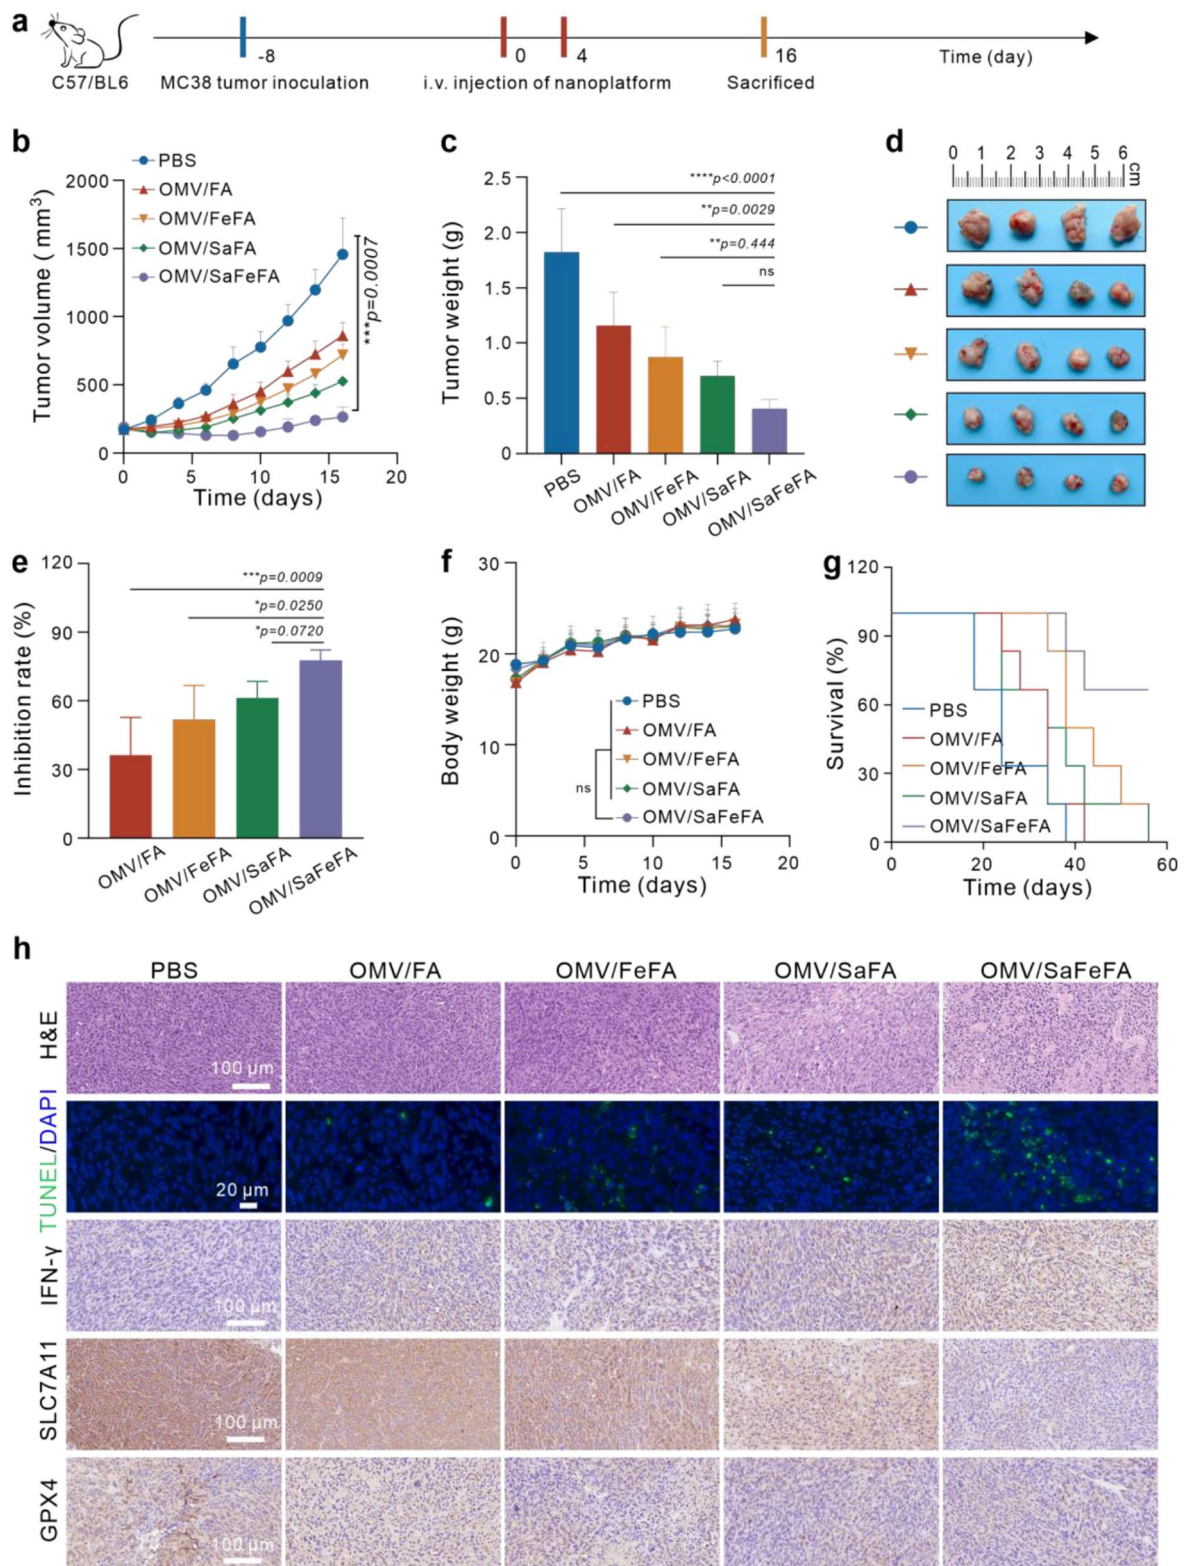 a
-8
0
4
16
Time (day)
C57/BL6
MC38 tumor inoculation
i.v. injection of nanoplatform
Sacrificed
b
PBS
OMV/FA
OMV/FeFA
OMV/SaFA
OMV/SaFeFA
2000
1500
1000
500
0
Tumor volume ( mm³)
***p=0.0007
0
5
10
15
20
Time (days)
c
2.5
2.0
1.5
1.0
0.5
0
Tumor weight (g)
****p<0.0001
**p=0.0029
**p=0.444
ns
PBS
OMV/FA
OMV/FeFA
OMV/SaFA
OMV/SaFeFA
d
0 1 2 3 4 5 6
cm
e
120
90
60
30
0
Inhibition rate (%)
***p=0.0009
*p=0.0250
*p=0.0720
OMV/FA
OMV/FeFA
OMV/SaFA
OMV/SaFeFA
f
30
20
10
0
Body weight (g)
PBS
OMV/FA
OMV/FeFA
OMV/SaFA
OMV/SaFeFA
ns
0
5
10
15
20
Time (days)
g
120
90
60
30
0
Survival (%)
PBS
OMV/FA
OMV/FeFA
OMV/SaFA
OMV/SaFeFA
0
20
40
60
Time (days)
h
PBS
OMV/FA
OMV/FeFA
OMV/SaFA
OMV/SaFeFA
H&E
100 µm
TUNEL/DAPI
20 µm
IFN-γ
100 µm
SLC7A11
100 µm
GPX4
100 µm